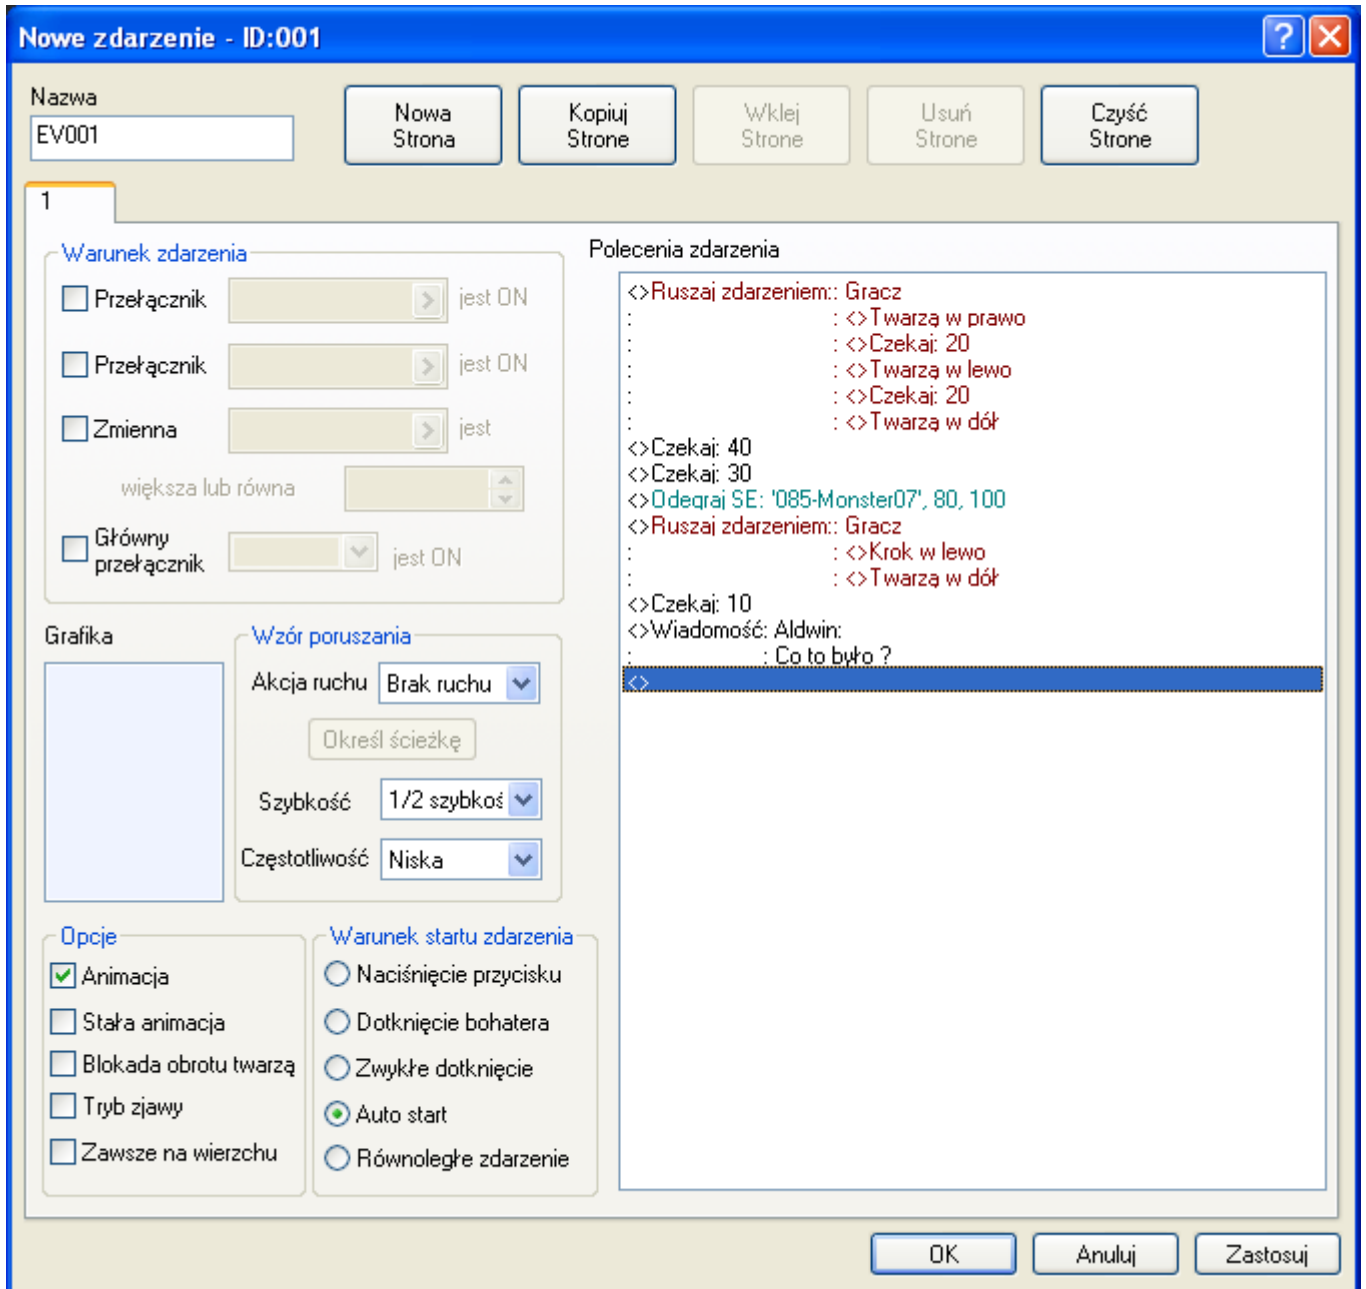 Nowe zdarzenie - ID:001
Nazwa
EV001
Nowa
Strona
Kopiuj
Strone
Wklej
Strone
Usuń
Strone
Czyść
Strone
1
Warunek zdarzenia
Przełącznik
jest ON
Przełącznik
jest ON
Zmienna
jest
większa lub równa
Główny
przełącznik
jest ON
Grafika
Wzór poruszania
Akcja ruchu
Brak ruchu
Określ ścieżkę
Szybkość
1/2 szybkoś
Częstotliwość
Niska
Opcje
Animacja
Stała animacja
Blokada obrotu twarzą
Tryb zjawy
Zawsze na wierzchu
Warunek startu zdarzenia
Naciśnięcie przycisku
Dotknięcie bohatera
Zwykłe dotknięcie
Auto start
Równoległe zdarzenie
Polecenia zdarzenia
<>Ruszaj zdarzeniem:: Gracz
: : <>Twarzą w prawo
: : <>Czekaj: 20
: : <>Twarzą w lewo
: : <>Czekaj: 20
: : <>Twarzą w dół
<>Czekaj: 40
<>Czekaj: 30
<>Odegraj SE: '085-Monster07', 80, 100
<>Ruszaj zdarzeniem:: Gracz
: : <>Krok w lewo
: : <>Twarzą w dół
<>Czekaj: 10
<>Wiadomość: Aldwin:
: : Co to było ?
<>
OK
Anuluj
Zastosuj